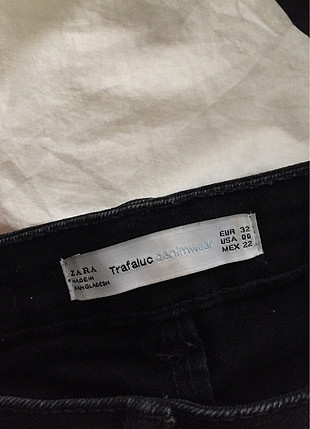 ZARA
MADE IN
BANGLADESH
Trafaluc denimwear
EUR 32
USA 00
MEX 22